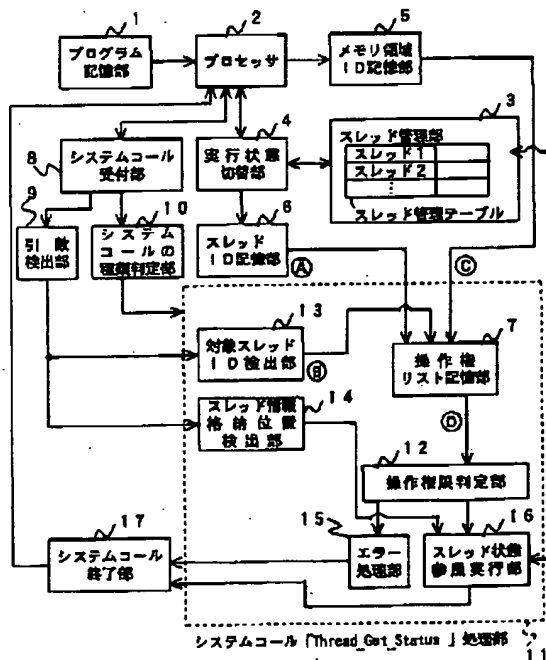 1
プログラム
記憶部
2
プロセッサ
5
メモリ領域
ID記憶部
3
スレッド管理部
スレッド1
スレッド2
スレッド管理テーブル
4
実行状態
切替部
8
システムコール
受付部
9
引数
検出部
10
システム
コールの
種類判定部
6
スレッド
ID記憶部
A
C
13
対象スレッド
ID検出部
B
7
操作権
リスト記憶部
14
スレッド情報
格納位置
検出部
D
12
操作権限判定部
15
エラー
処理部
16
スレッド状態
参照実行部
17
システムコール
終了部
システムコール「Thread_Get_Status」処理部
11